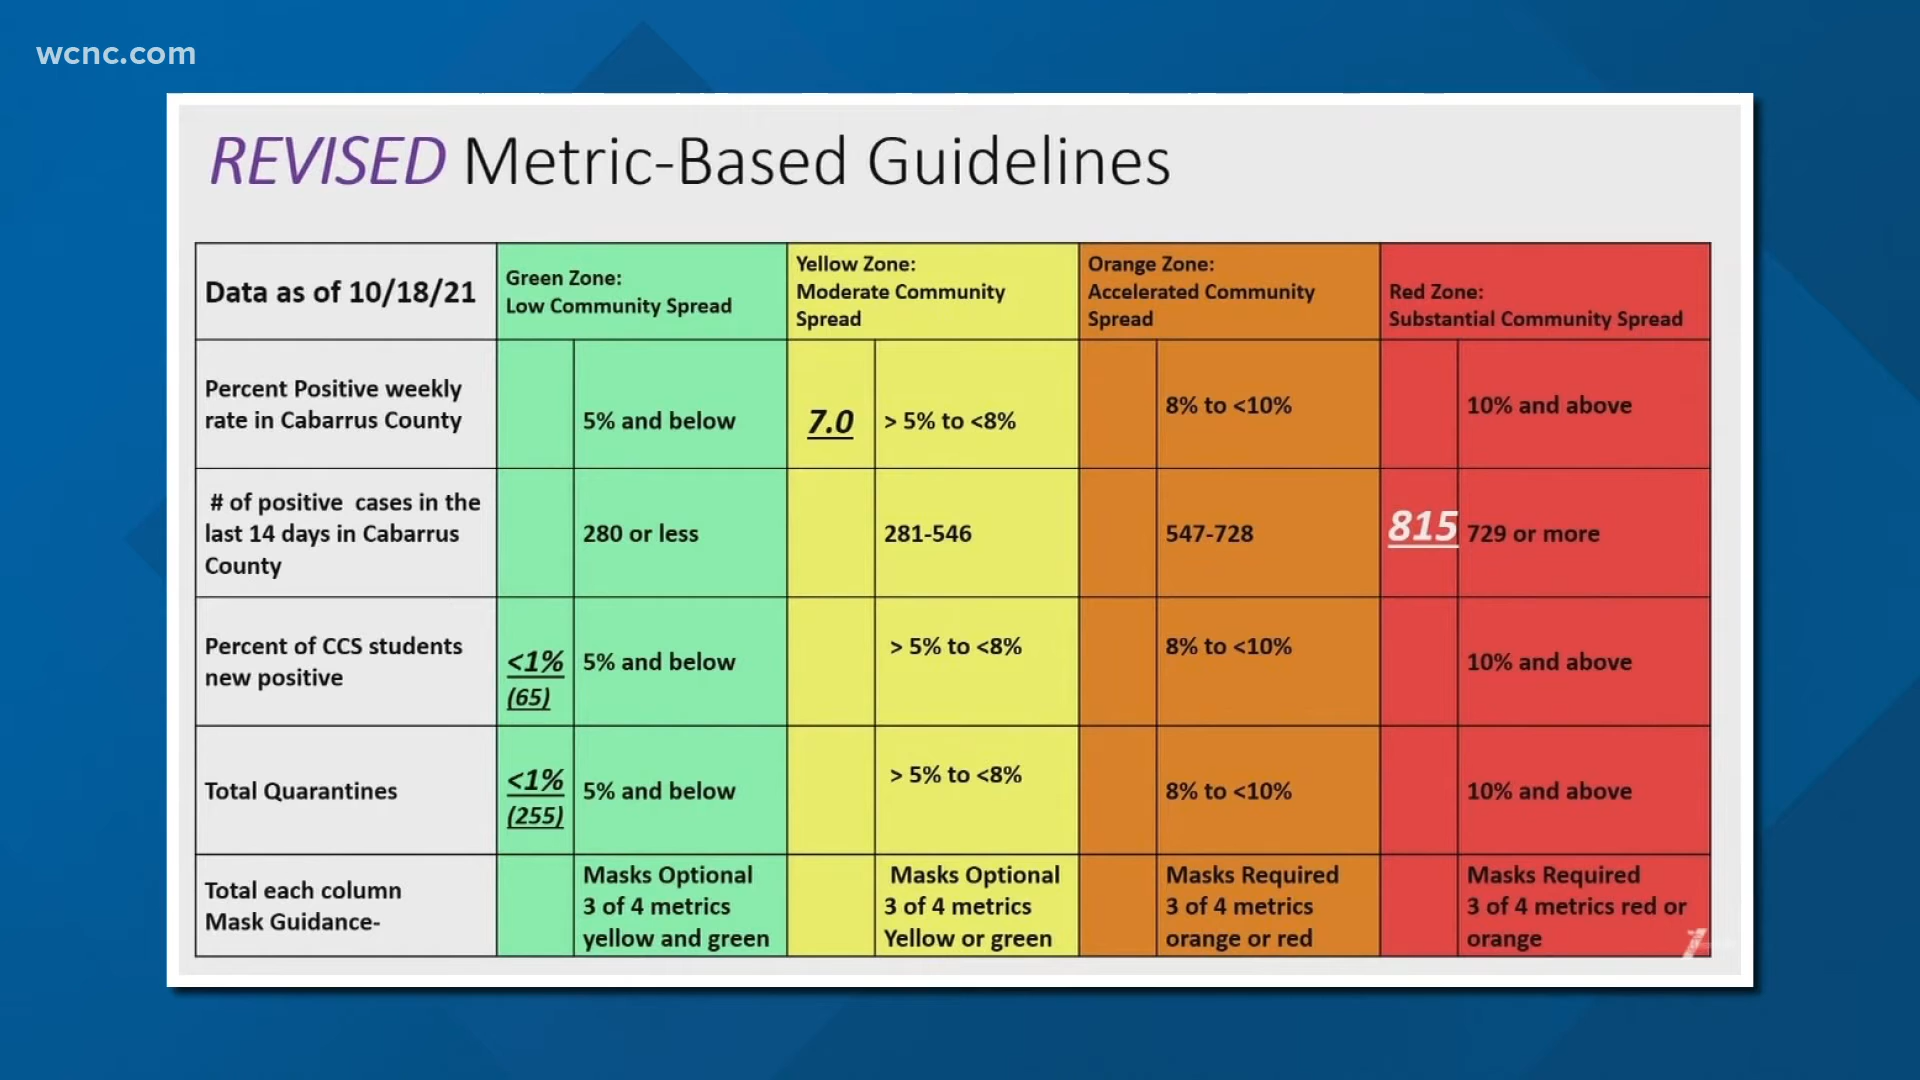 wcnc.com
REVISED Metric-Based Guidelines
Data as of 10/18/21
Green Zone:
Low Community Spread
Yellow Zone:
Moderate Community
Spread
Orange Zone:
Accelerated Community
Spread
Red Zone:
Substantial Community Spread
Percent Positive weekly
rate in Cabarrus County
5% and below
7.0
> 5% to <8%
8% to <10%
10% and above
# of positive cases in the
last 14 days in Cabarrus
County
280 or less
281-546
547-728
815
729 or more
Percent of CCS students
new positive
<1%
(65)
5% and below
> 5% to <8%
8% to <10%
10% and above
Total Quarantines
<1%
(255)
5% and below
> 5% to <8%
8% to <10%
10% and above
Total each column
Mask Guidance-
Masks Optional
3 of 4 metrics
yellow and green
Masks Optional
3 of 4 metrics
Yellow or green
Masks Required
3 of 4 metrics
orange or red
Masks Required
3 of 4 metrics red or
orange